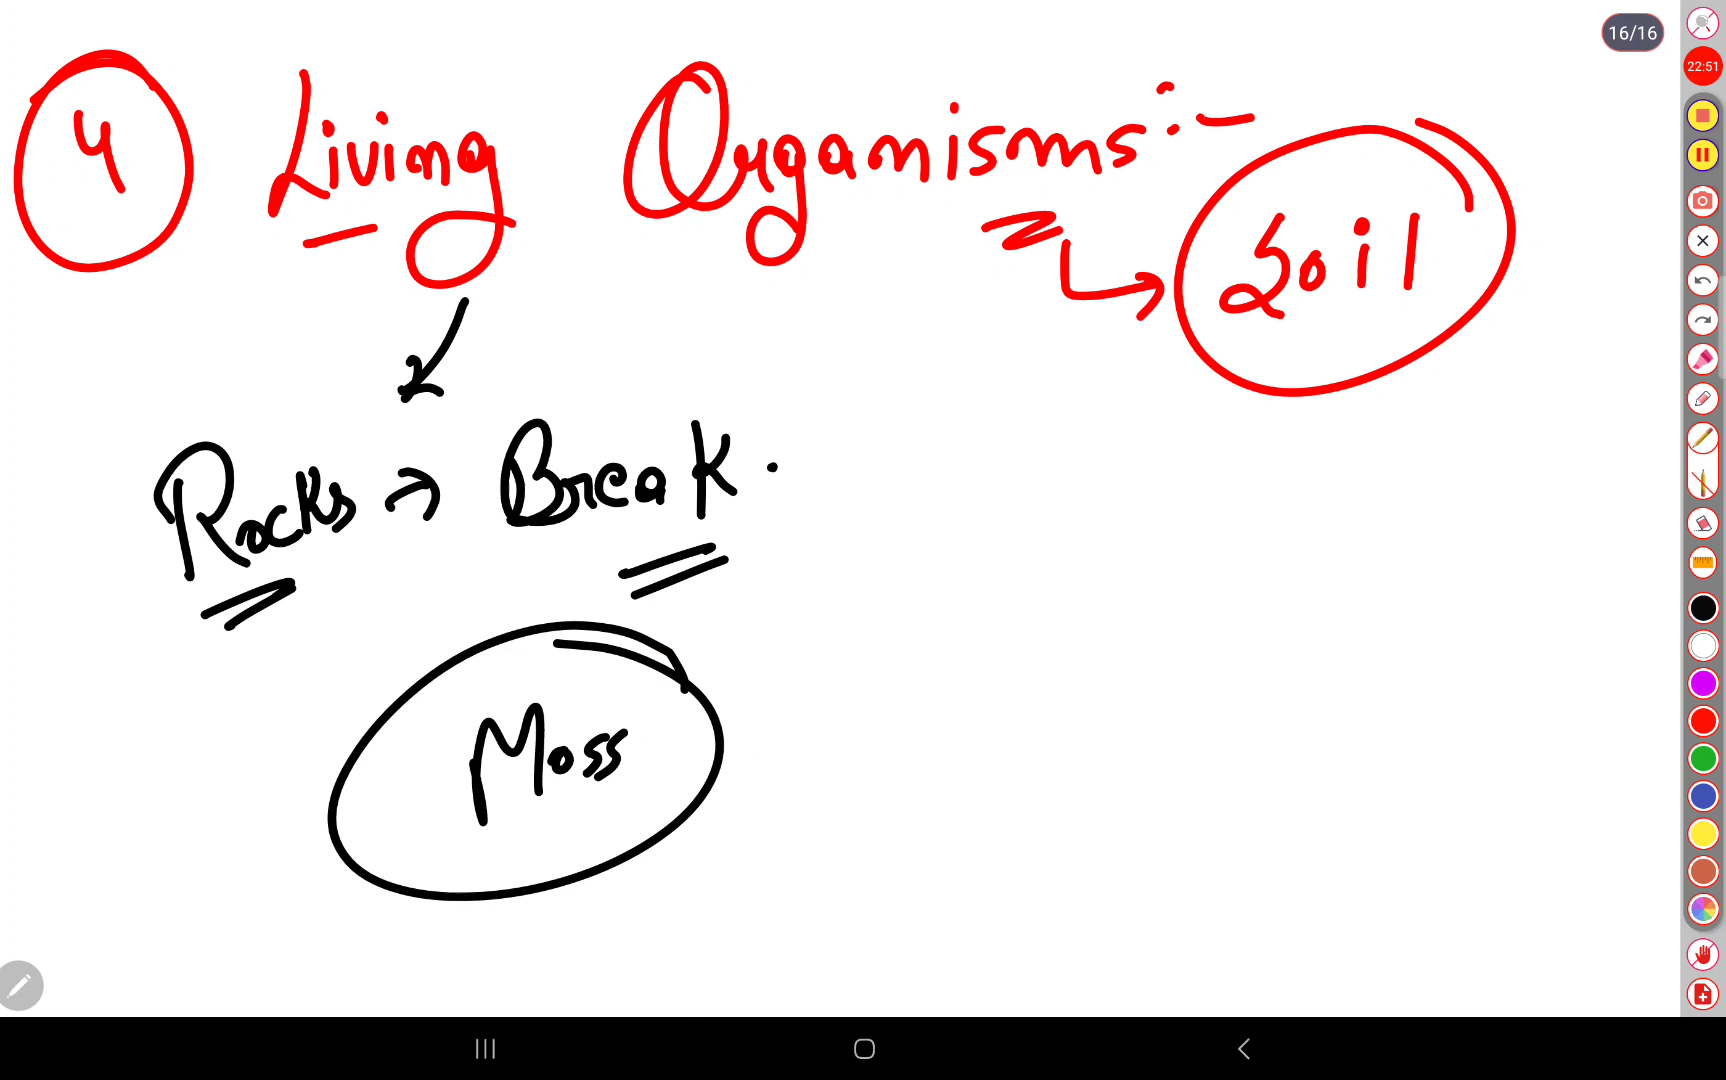 16/16
22:51
4 Living Organisms :-
Soil
Rocks → Break.
Moss